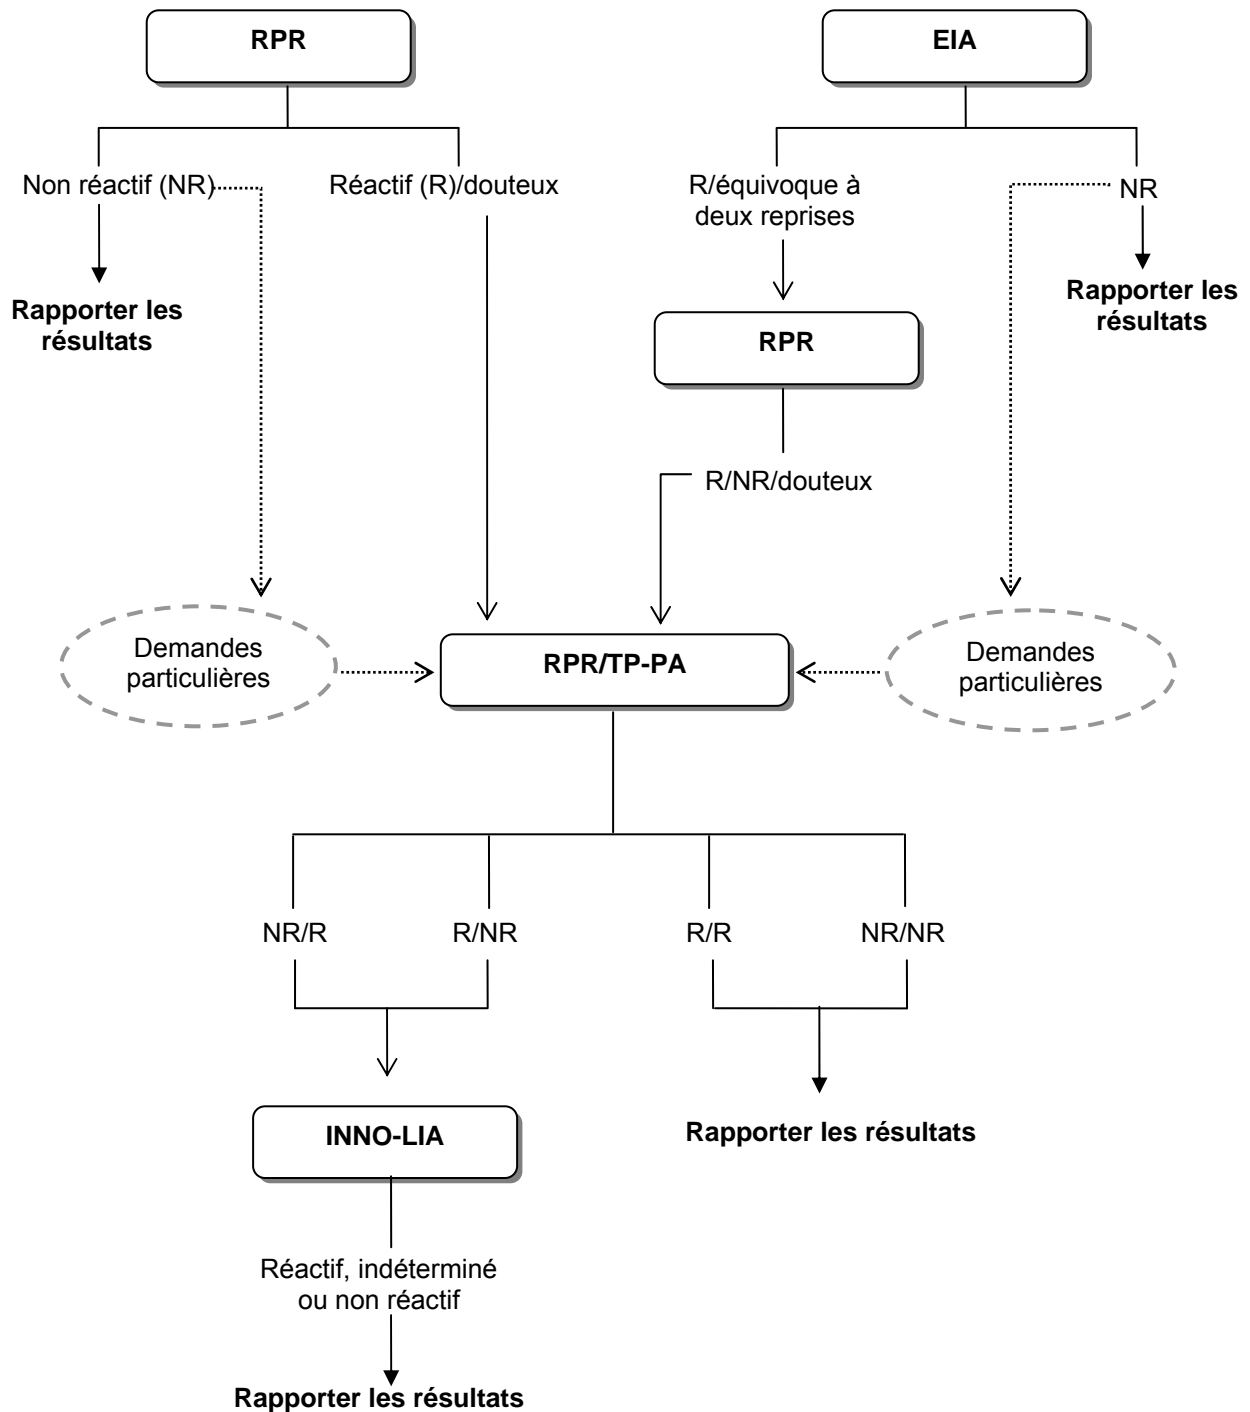 RPR
EIA
Non réactif (NR)
Réactif (R)/douteux
R/équivoque à
deux reprises
NR
Rapporter les
résultats
Rapporter les
résultats
RPR
R/NR/douteux
Demandes
particulières
RPR/TP-PA
Demandes
particulières
NR/R
R/NR
R/R
NR/NR
INNO-LIA
Rapporter les résultats
Réactif, indéterminé
ou non réactif
Rapporter les résultats